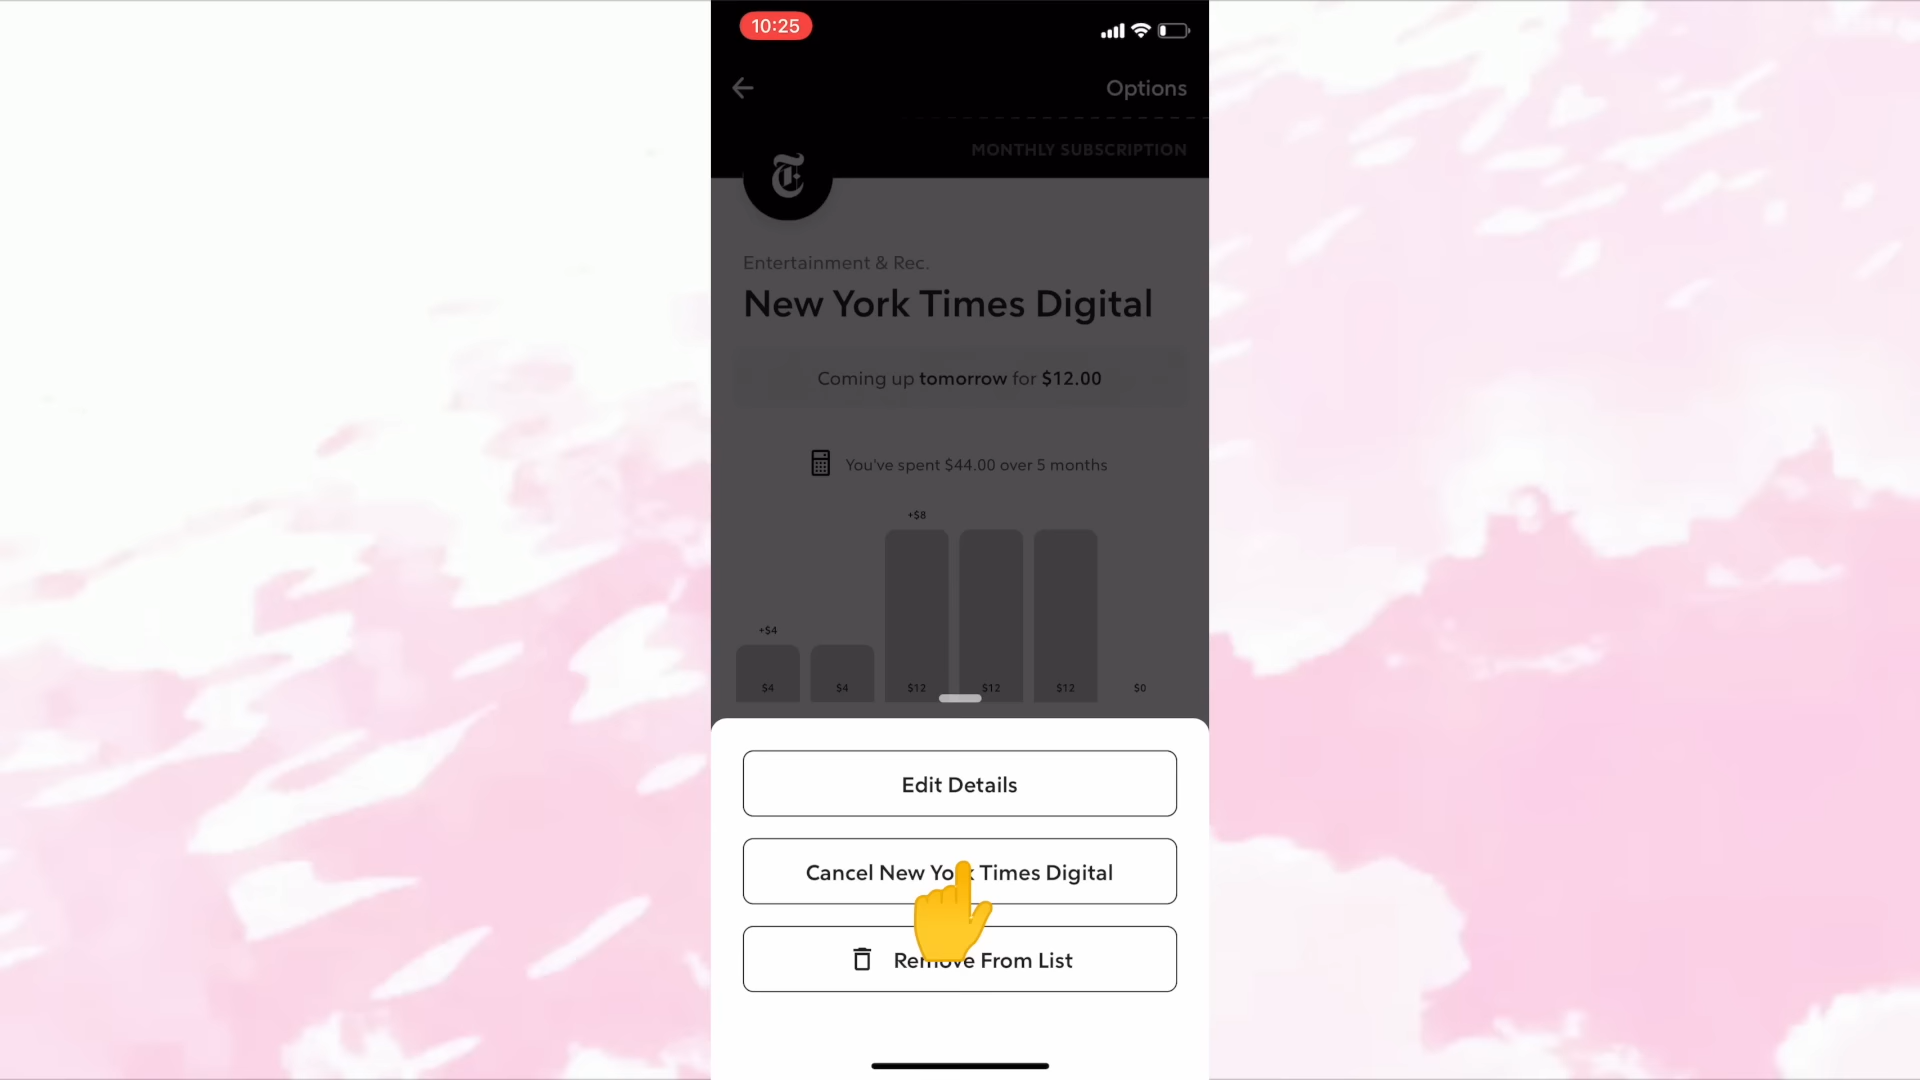 10:25
Options
MONTHLY SUBSCRIPTION
Entertainment & Rec.
New York Times Digital
Coming up tomorrow for $12.00
You've spent $44.00 over 5 months
+$8
+$4
$4 $4 $12 $12 $12 $0
Edit Details
Cancel New York Times Digital
Remove From List